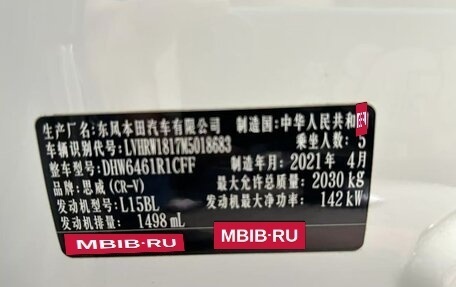 生产厂名:东风本田汽车有限公司 制造国:中华人民共和
车辆识别代号:LVHRW1817M5018683 乘坐人数: 5
整车型号:DHW6461R1CFF 制造年月:2021年 4月
品牌:思威(CR-V) 最大允许总质量: 2030 kg
发动机型号:L15BL 发动机最大净功率: 142 kW
发动机排量: 1498 mL
MBIB-RU MBIB-RU